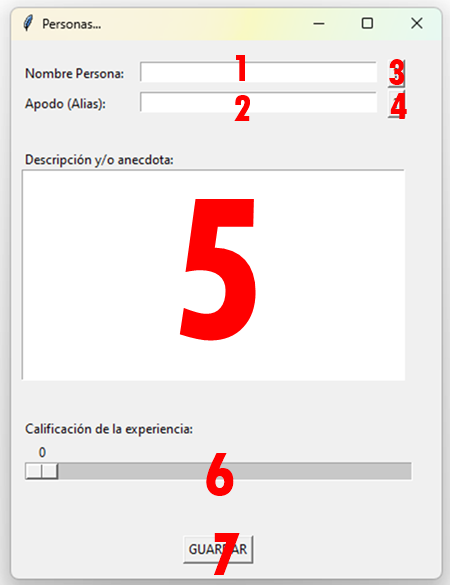 Personas...
Nombre Persona: 1 3
Apodo (Alias): 2 4
Descripción y/o anecdota:
5
Calificación de la experiencia:
0
6
GUARDAR
7